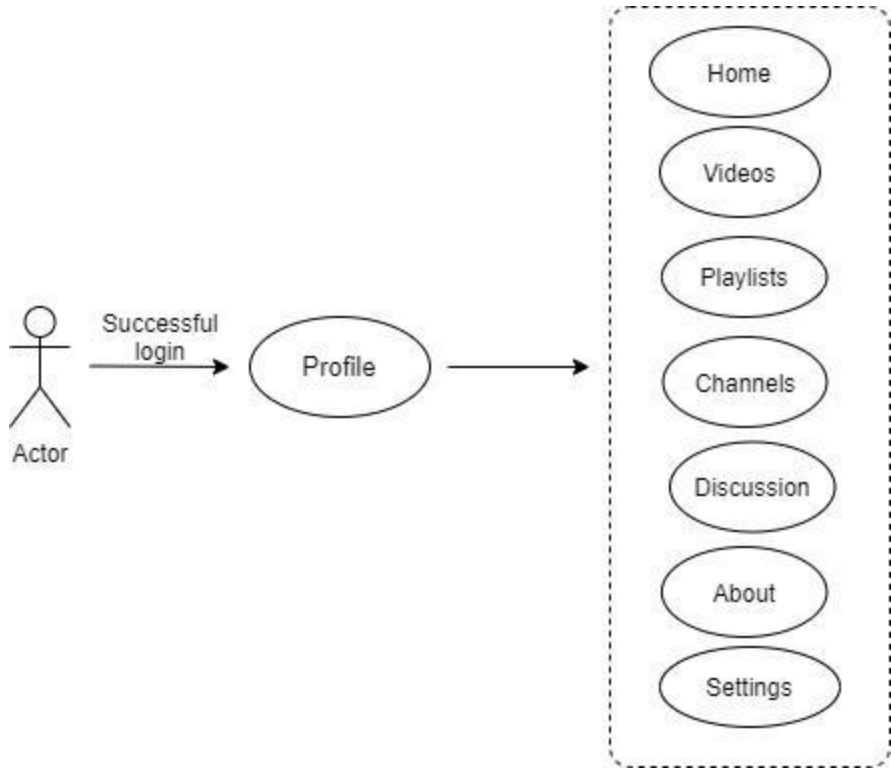 Successful
login
Actor
Profile
Home
Videos
Playlists
Channels
Discussion
About
Settings